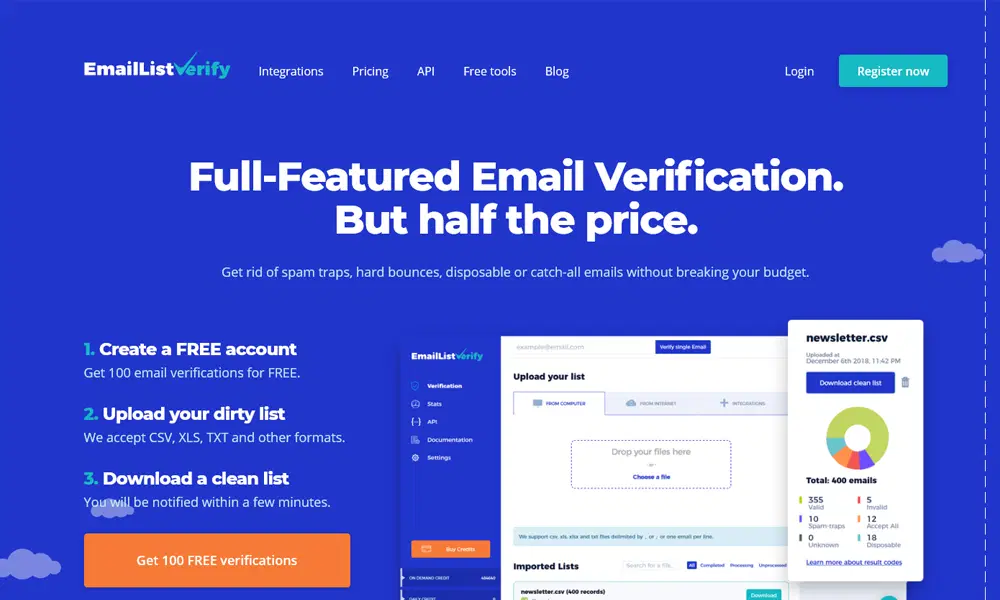 EmailListVerify
Integrations
Pricing
API
Free tools
Blog
Login
Register now
Full-Featured Email Verification.
But half the price.
Get rid of spam traps, hard bounces, disposable or catch-all emails without breaking your budget.
1. Create a FREE account
Get 100 email verifications for FREE.
2. Upload your dirty list
We accept CSV, XLS, TXT and other formats.
3. Download a clean list
You will be notified within a few minutes.
Get 100 FREE verifications
EmailListVerify
Verification
Stats
API
Documentation
Settings
Buy Credits
ON DEMAND CREDIT
DAILY CREDIT
example@email.com
Verify single Email
Upload your list
FROM COMPUTER
FROM INTERNET
INTEGRATIONS
Drop your files here
- or -
Choose a file
We support csv, xls, xlsx and txt files delimited by , or ; or one email per line.
Imported Lists
Search for a file...
All
Completed
Processing
Unprocessed
newsletter.csv (400 records)
Download
newsletter.csv
Uploaded at
December 6th 2018, 11:42 PM
Download clean list
Total: 400 emails
355
Valid
5
Invalid
10
Spam-traps
12
Accept All
0
Unknown
18
Disposable
Learn more about result codes